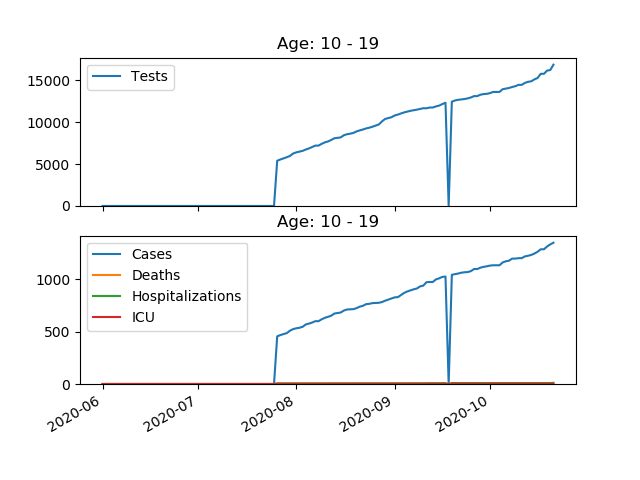 Age: 10 - 19
15000
10000
5000
0
Tests
Age: 10 - 19
1000
500
0
Cases
Deaths
Hospitalizations
ICU
2020-06
2020-07
2020-08
2020-09
2020-10